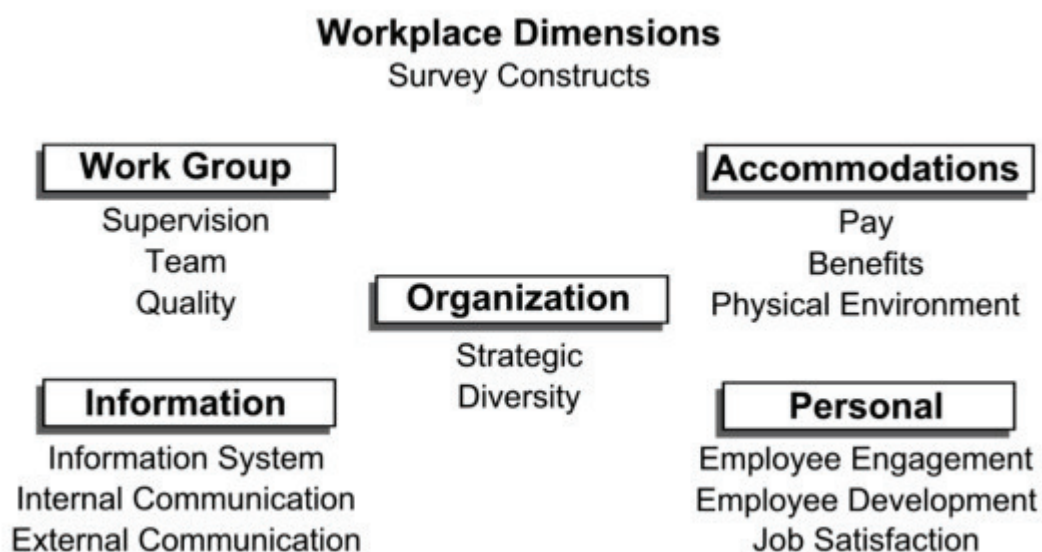 Workplace Dimensions
Survey Constructs
Work Group
Supervision
Team
Quality
Accommodations
Pay
Benefits
Physical Environment
Organization
Strategic
Diversity
Information
Information System
Internal Communication
External Communication
Personal
Employee Engagement
Employee Development
Job Satisfaction